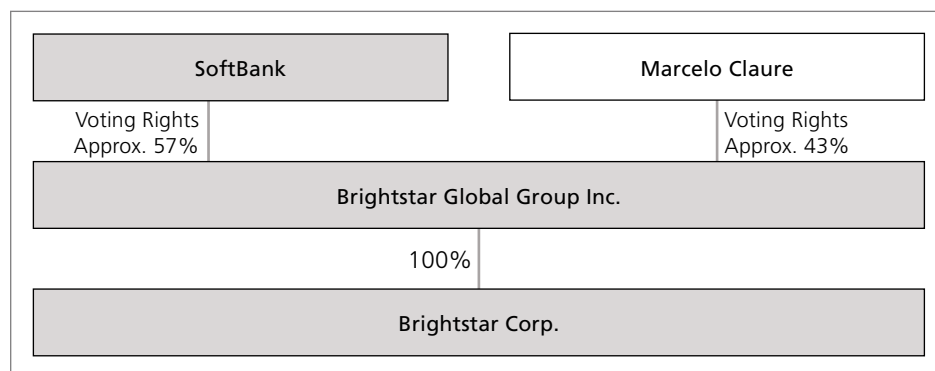 SoftBank
Marcelo Claure
Voting Rights
Approx. 57%
Voting Rights
Approx. 43%
Brightstar Global Group Inc.
100%
Brightstar Corp.